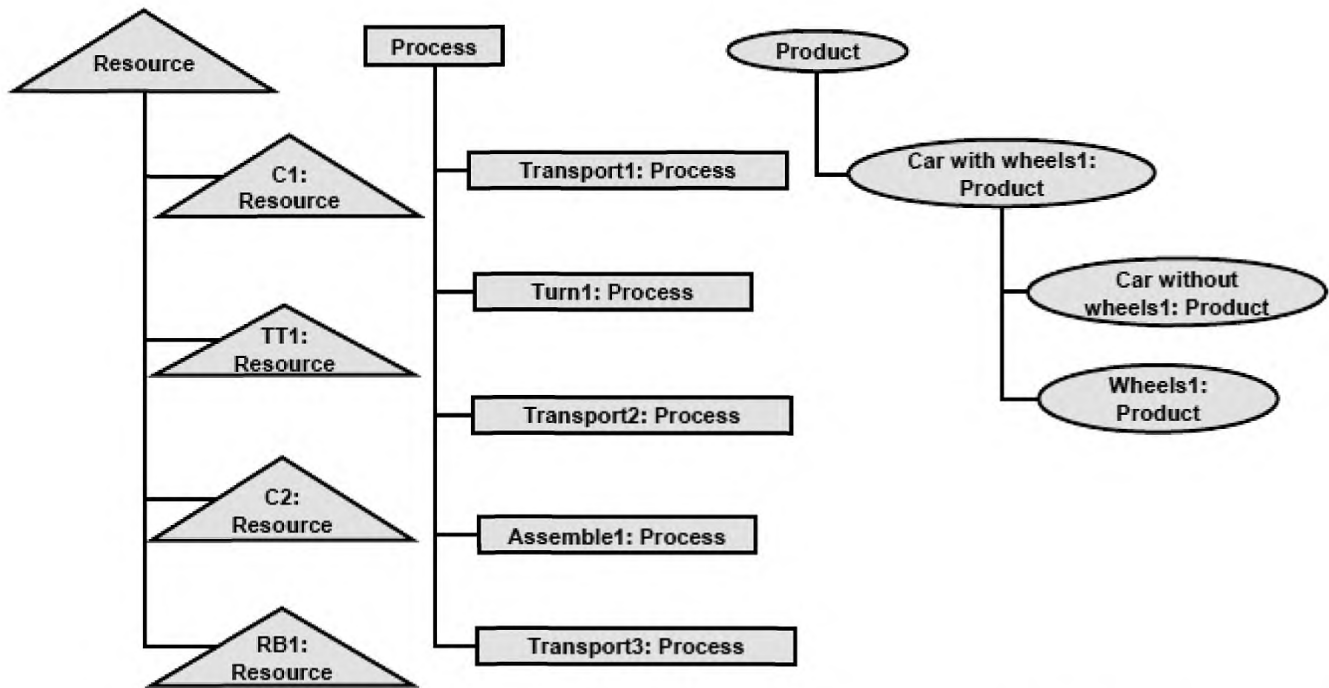 Resource
C1:
Resource
TT1:
Resource
C2:
Resource
RB1:
Resource
Process
Transport1: Process
Turn1: Process
Transport2: Process
Assemble1: Process
Transport3: Process
Product
Car with wheels1:
Product
Car without
wheels1: Product
Wheels1:
Product